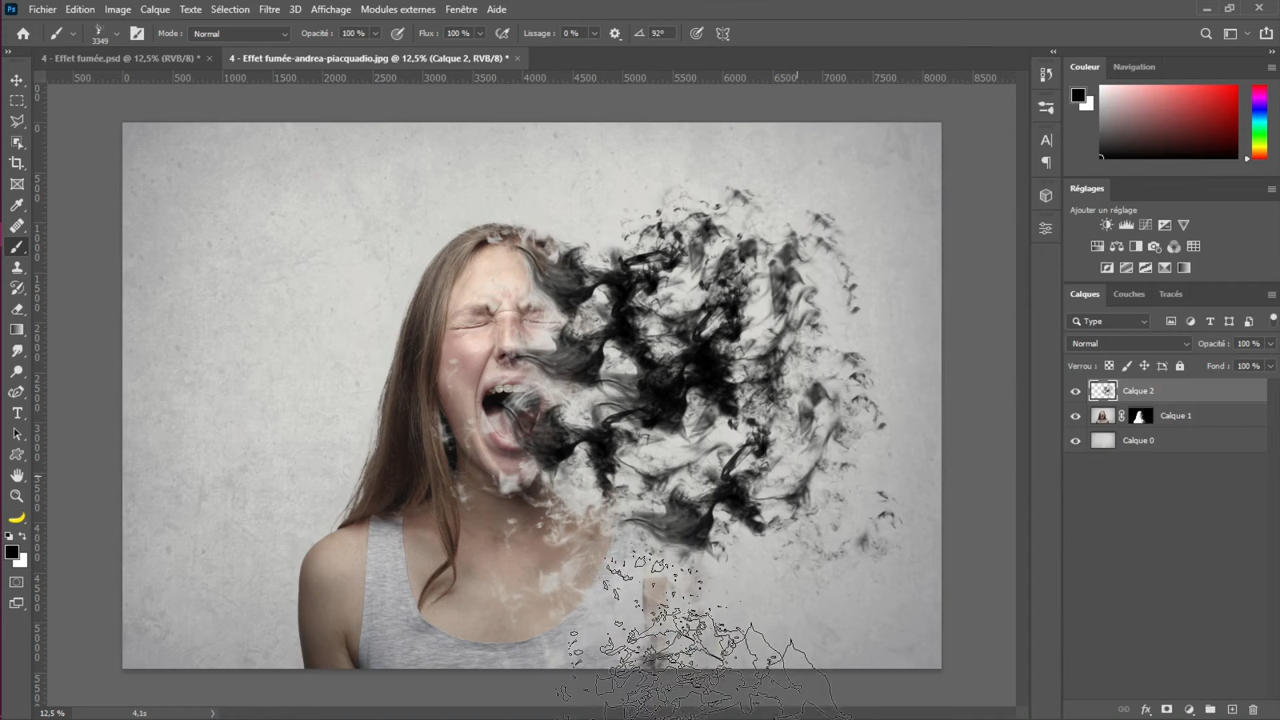 Ps Fichier Edition Image Calque Texte Sélection Filtre 3D Affichage Modules externes Fenêtre Aide
3349 Mode : Normal Opacité : 100 % Flux : 100 % Lissage : 0 % 92°
4 - Effet fumée.psd @ 12,5% (RVB/8) * × 4 - Effet fumée-andrea-piacquadio.jpg @ 12,5% (Calque 2, RVB/8) * ×
500 0 500 1000 1500 2000 2500 3000 3500 4000 4500 5000 5500 6000 6500 7000 7500 8000 8500
Couleur Navigation
Réglages
Ajouter un réglage
Calques Couches Tracés
Type
Normal Opacité : 100 %
Verrou : Fond : 100 %
Calque 2
Calque 1
Calque 0
12,5 % 4,1s